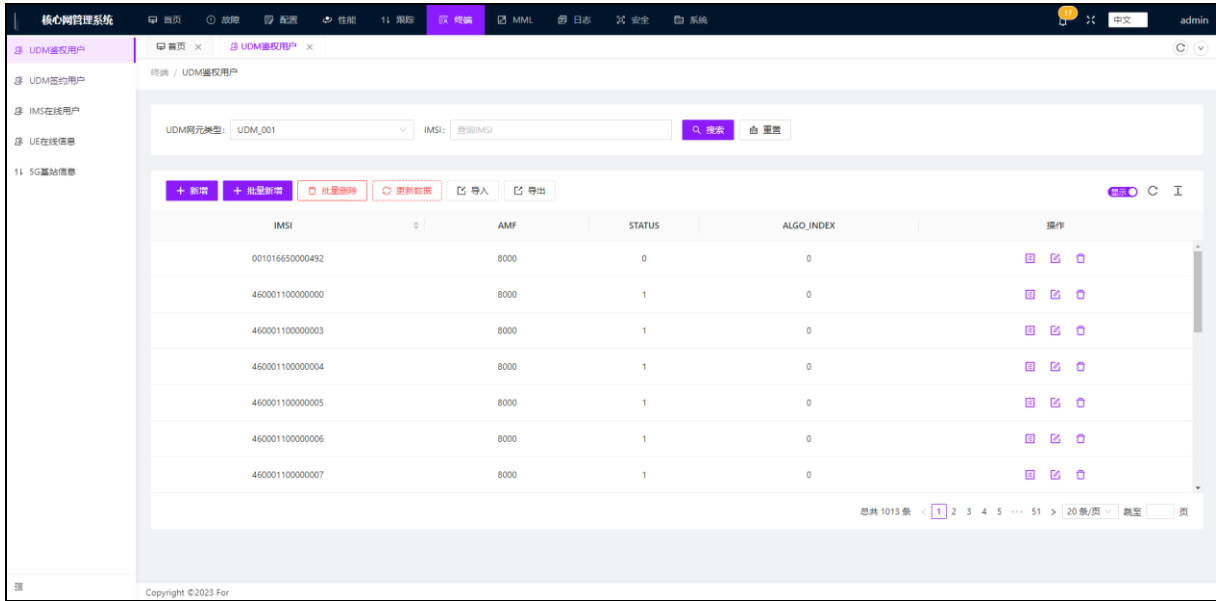 核心网管理系统 首页 故障 配置 性能 跟踪 终端 MML 日志 安全 系统 17 中文 admin
UDM鉴权用户
UDM签约用户
IMS在线用户
UE在线信息
5G基站信息
首页 × UDM鉴权用户 ×
终端 / UDM鉴权用户
UDM网元类型: UDM_001 IMSI: 查询IMSI 搜索 重置
新增 批量新增 批量删除 更新数据 导入 导出 显示
IMSI AMF STATUS ALGO_INDEX 操作
001016650000492 8000 0 0
460001100000000 8000 1 0
460001100000003 8000 1 0
460001100000004 8000 1 0
460001100000005 8000 1 0
460001100000006 8000 1 0
460001100000007 8000 1 0
总共 1013 条 < 1 2 3 4 5 ··· 51 > 20 条/页 跳至 页
Copyright ©2023 For